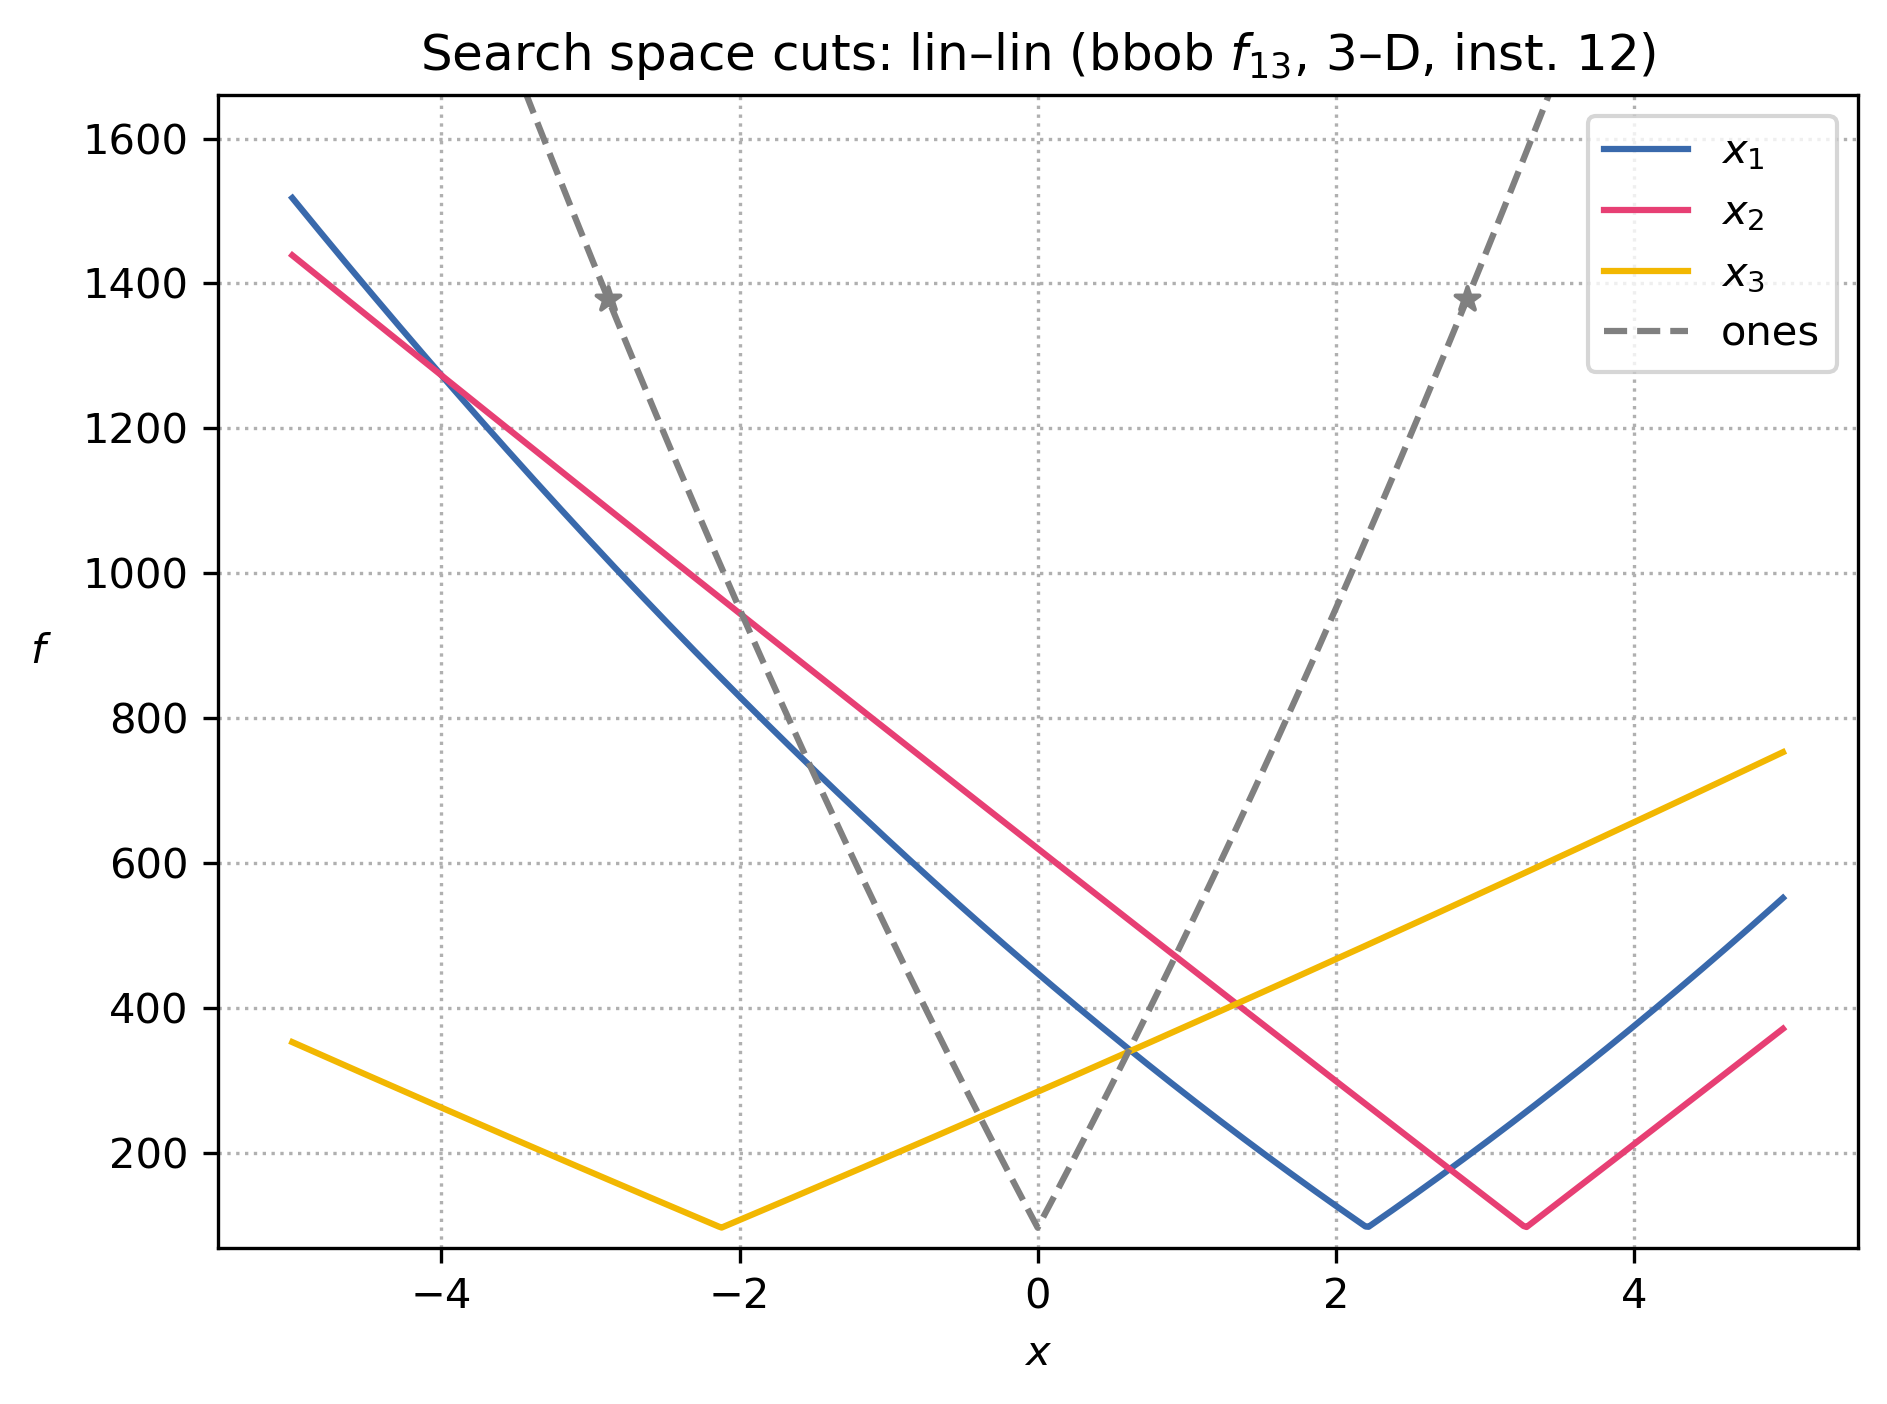 Search space cuts: lin–lin (bbob f₁₃, 3–D, inst. 12)
1600
1400
1200
1000
800
600
400
200
f
−4
−2
0
2
4
x
x₁
x₂
x₃
ones